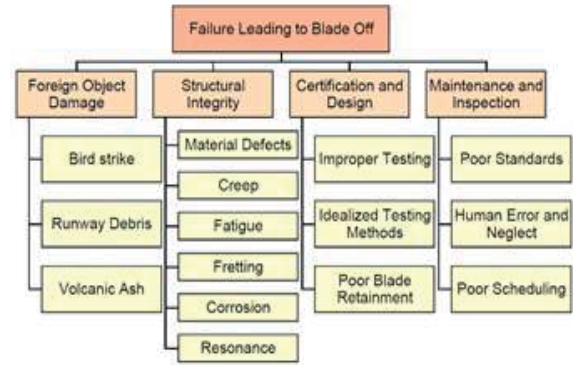 Failure Leading to Blade Off
Foreign Object
Damage
Bird strike
Runway Debris
Volcanic Ash
Structural
Integrity
Material Defects
Creep
Fatigue
Fretting
Corrosion
Resonance
Certification and
Design
Improper Testing
Idealized Testing
Methods
Poor Blade
Retainment
Maintenance and
Inspection
Poor Standards
Human Error and
Neglect
Poor Scheduling